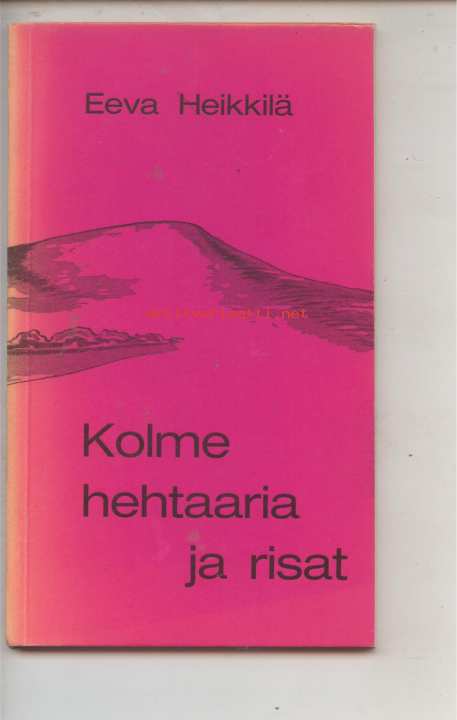 Eeva Heikkilä
Kolme
hehtaaria
ja risat